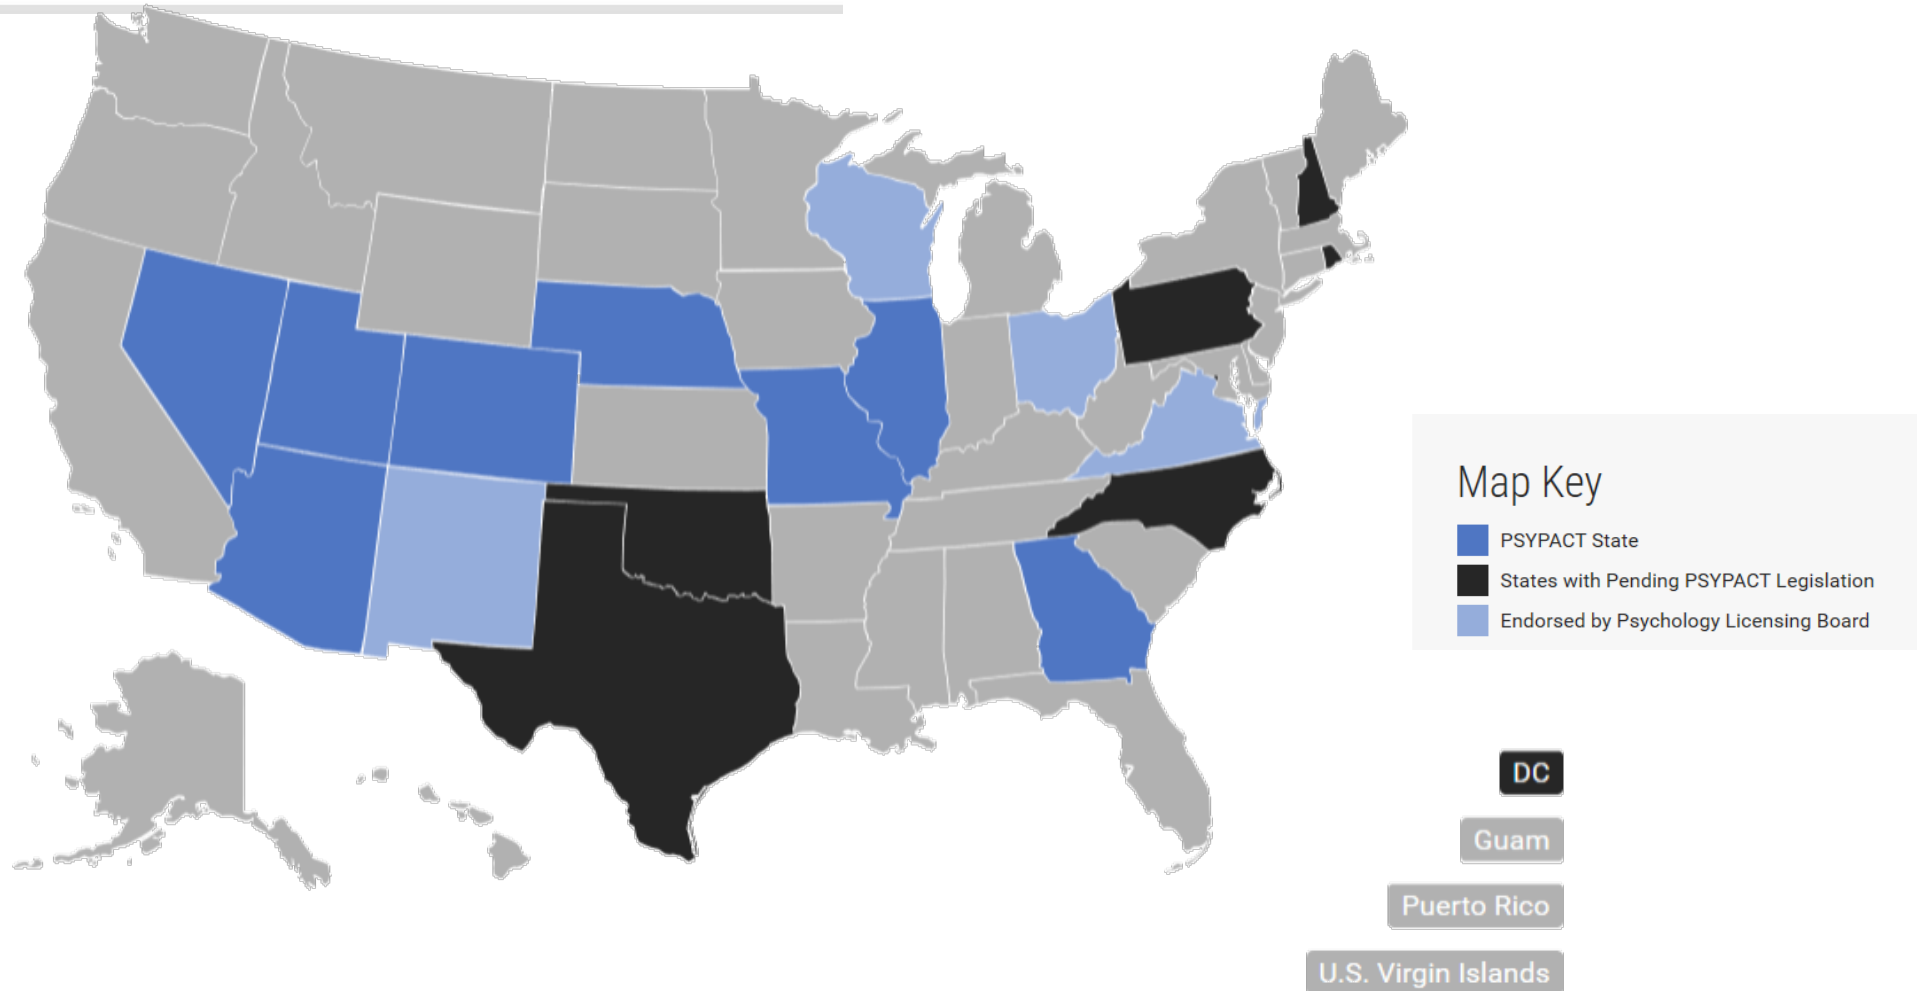 Map Key
PSYPACT State
States with Pending PSYPACT Legislation
Endorsed by Psychology Licensing Board
DC
Guam
Puerto Rico
U.S. Virgin Islands